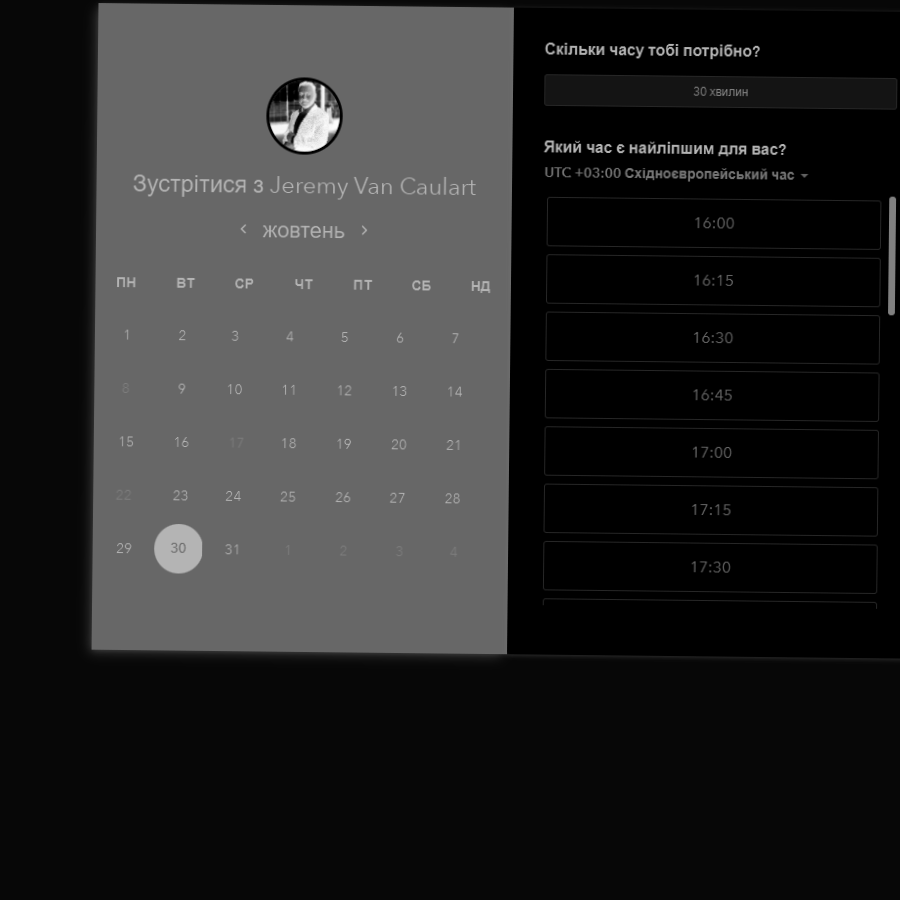 Зустрітися з Jeremy Van Caulart
жовтень
ПН ВТ СР ЧТ ПТ СБ НД
1 2 3 4 5 6 7
8 9 10 11 12 13 14
15 16 17 18 19 20 21
22 23 24 25 26 27 28
29 30 31 1 2 3 4
Скільки часу тобі потрібно?
30 хвилин
Який час є найліпшим для вас?
UTC +03:00 Східноєвропейський час
16:00
16:15
16:30
16:45
17:00
17:15
17:30